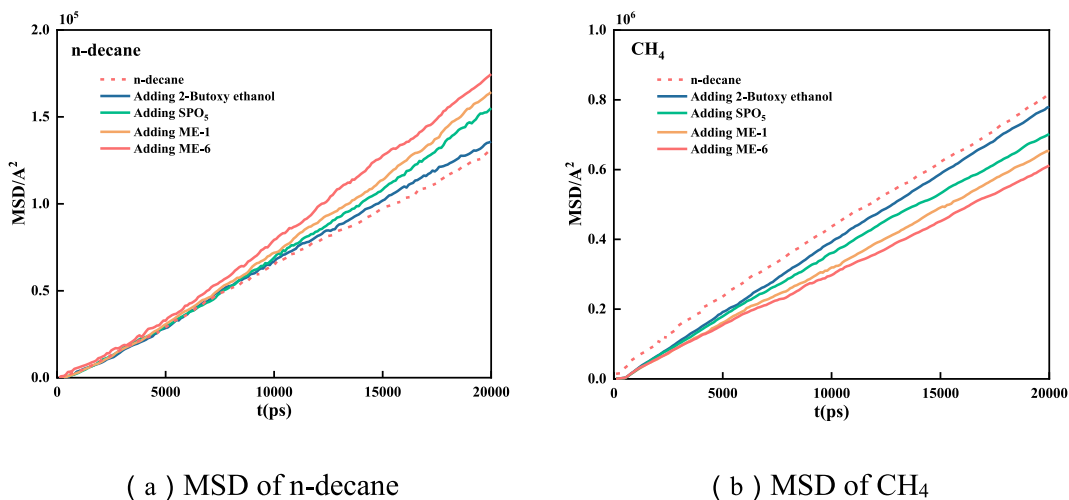 10⁵
2.0
1.5
1.0
0.5
0.0
MSD/A²
n-decane
n-decane
Adding 2-Butoxy ethanol
Adding SPO₅
Adding ME-1
Adding ME-6
0 5000 10000 15000 20000
t(ps)
10⁶
1.0
0.8
0.6
0.4
0.2
0.0
MSD/A²
CH₄
n-decane
Adding 2-Butoxy ethanol
Adding SPO₅
Adding ME-1
Adding ME-6
0 5000 10000 15000 20000
t(ps)
( a ) MSD of n-decane
( b ) MSD of CH₄